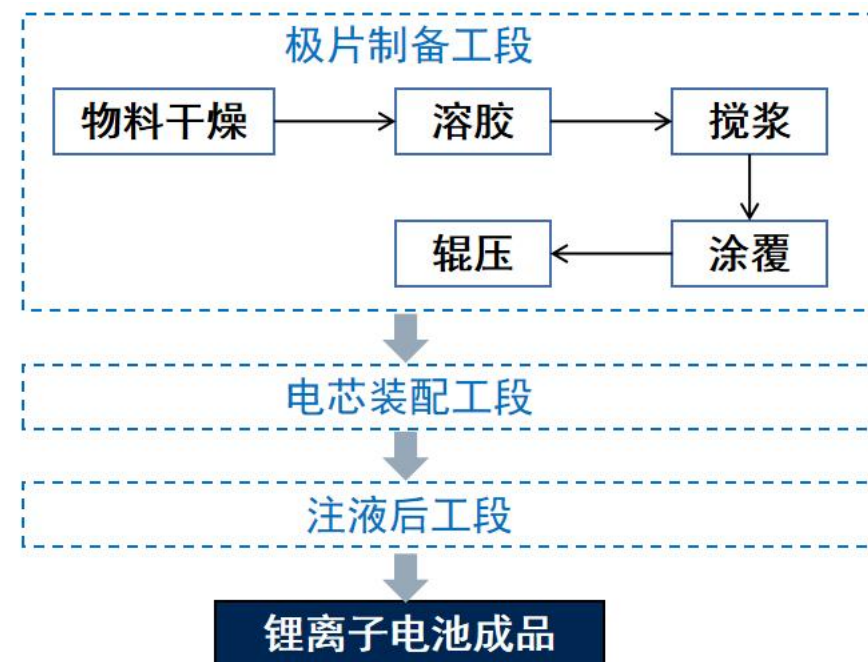 极片制备工段
物料干燥
溶胶
搅浆
涂覆
辊压
电芯装配工段
注液后工段
锂离子电池成品